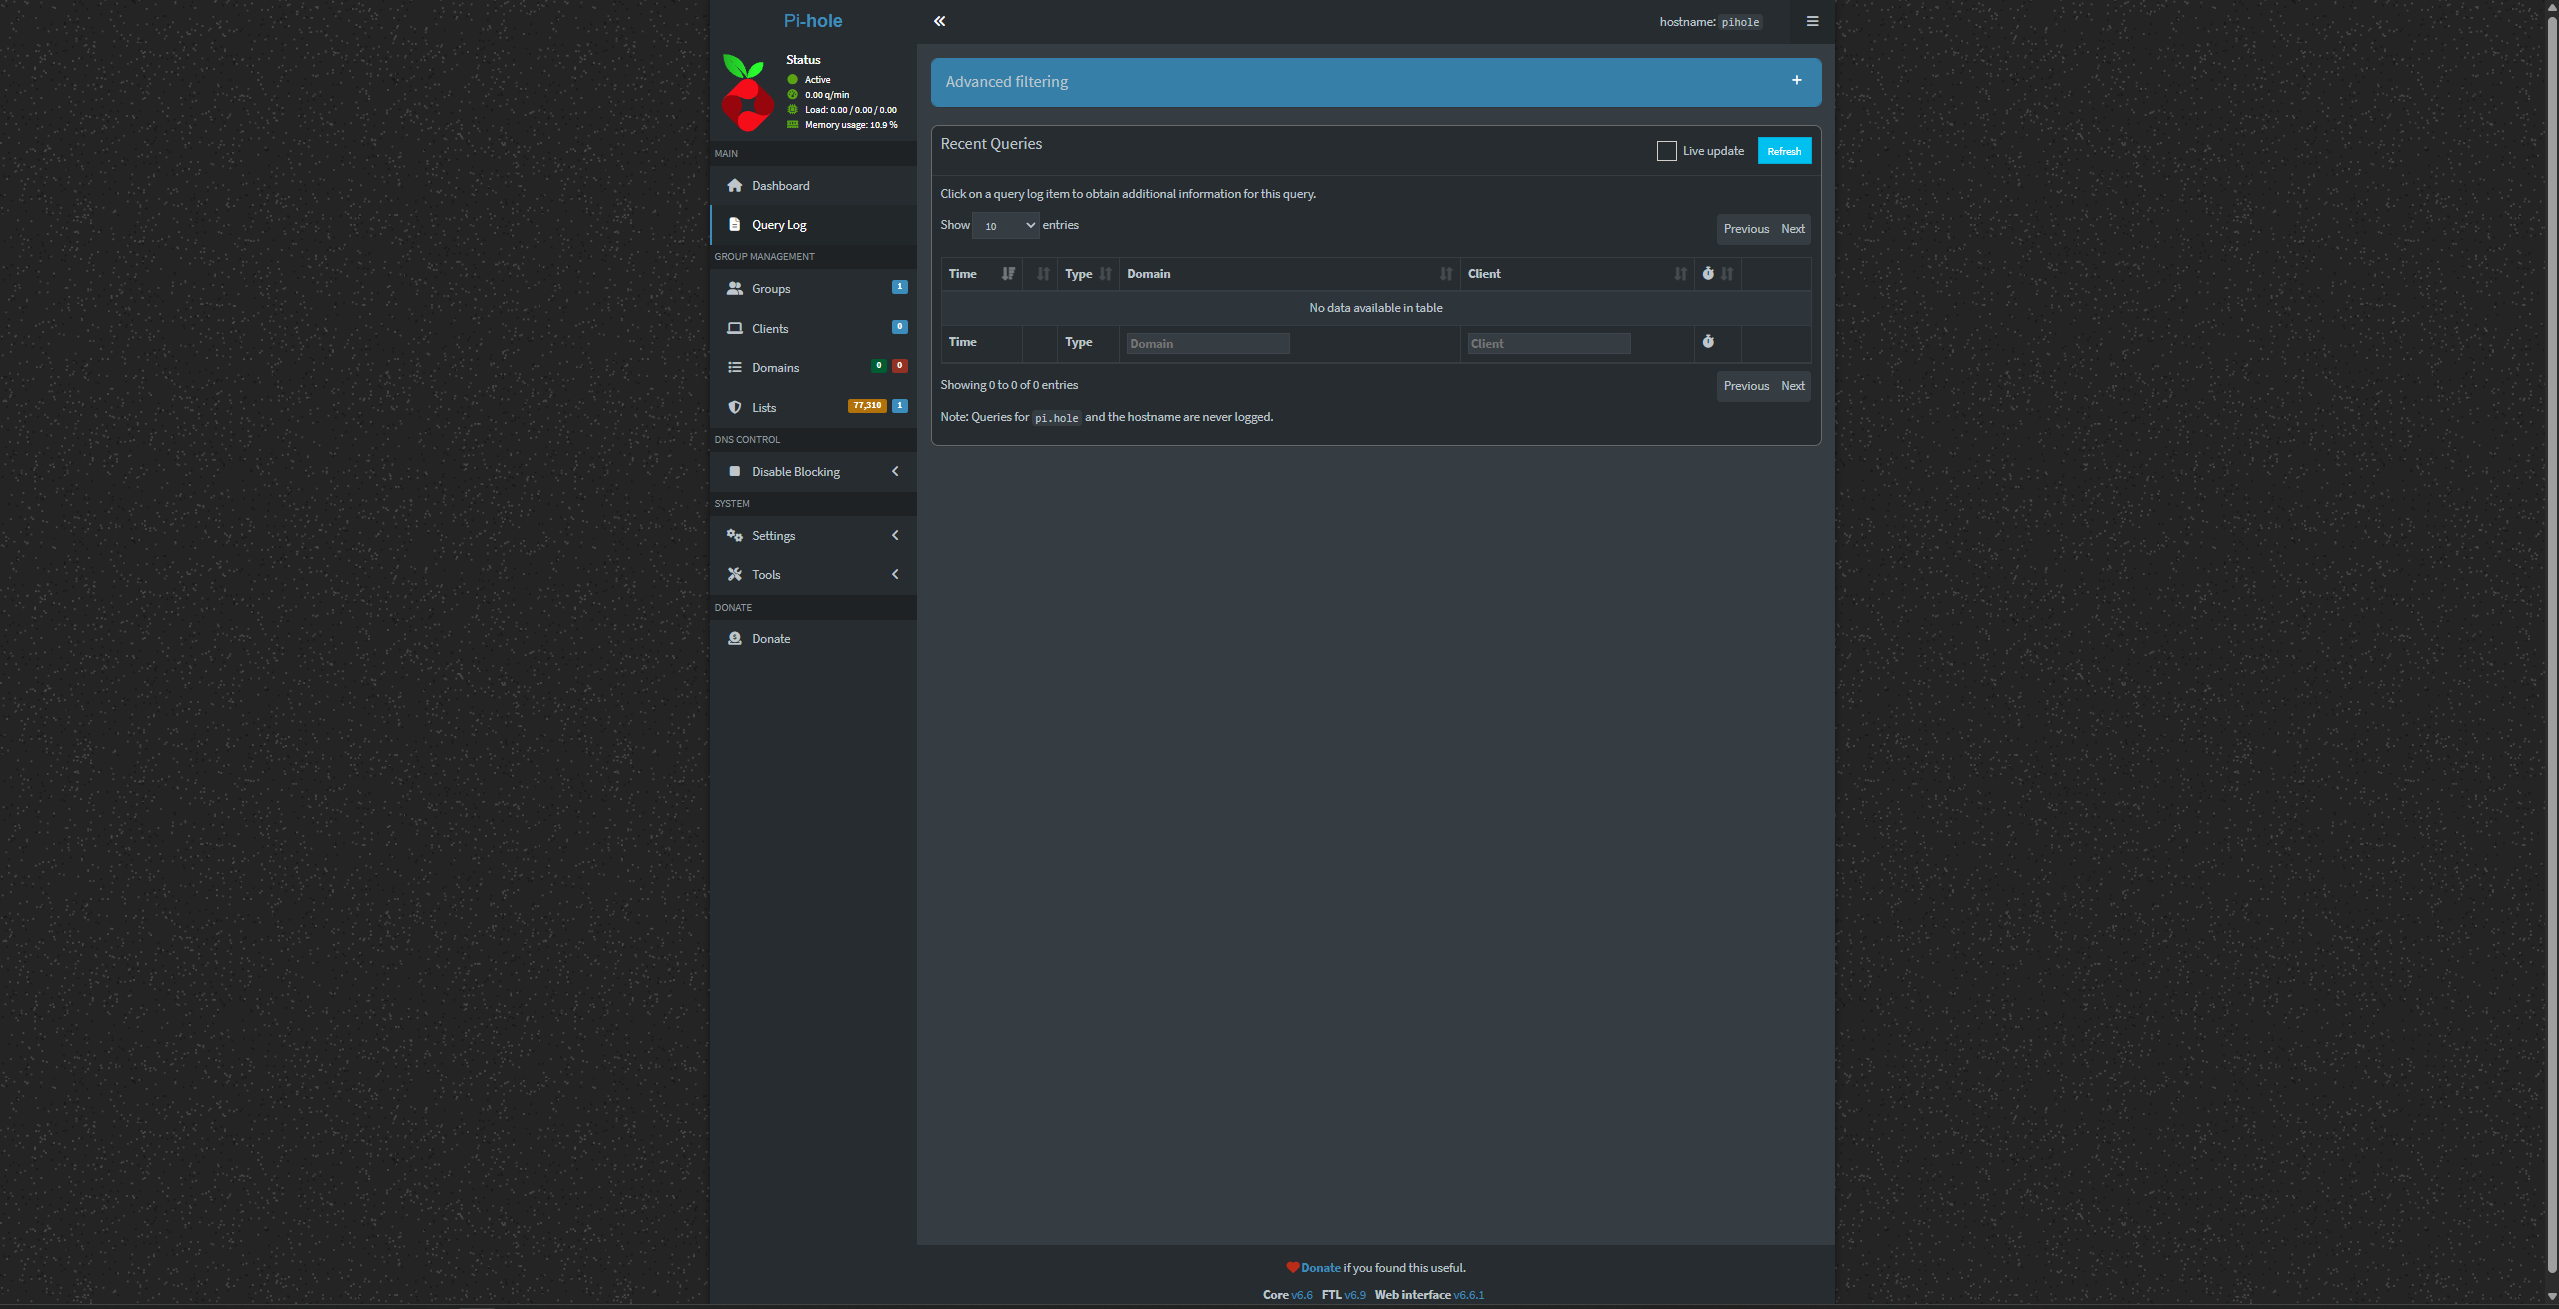 Pi-hole
hostname: pihole
Status
Active
0.00 q/min
Load: 0.00 / 0.00 / 0.00
Memory usage: 10.9 %
MAIN
Dashboard
Query Log
GROUP MANAGEMENT
Groups 1
Clients 0
Domains 0 0
Lists 77,310 1
DNS CONTROL
Disable Blocking
SYSTEM
Settings
Tools
DONATE
Donate
Advanced filtering
Recent Queries
Live update Refresh
Click on a query log item to obtain additional information for this query.
Show 10 entries
Previous Next
Time Type Domain Client
No data available in table
Time Type Domain Client
Showing 0 to 0 of 0 entries
Previous Next
Note: Queries for pi.hole and the hostname are never logged.
Donate if you found this useful.
Core v6.6 FTL v6.9 Web interface v6.6.1